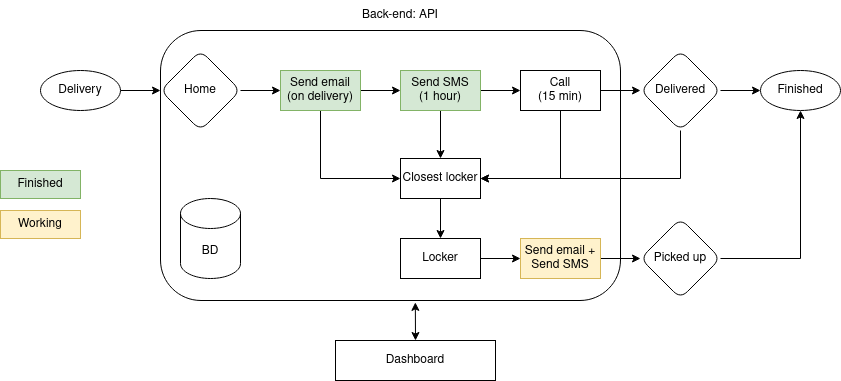 Back-end: API
Delivery
Home
Send email
(on delivery)
Send SMS
(1 hour)
Call
(15 min)
Delivered
Finished
Closest locker
Finished
Working
BD
Locker
Send email +
Send SMS
Picked up
Dashboard